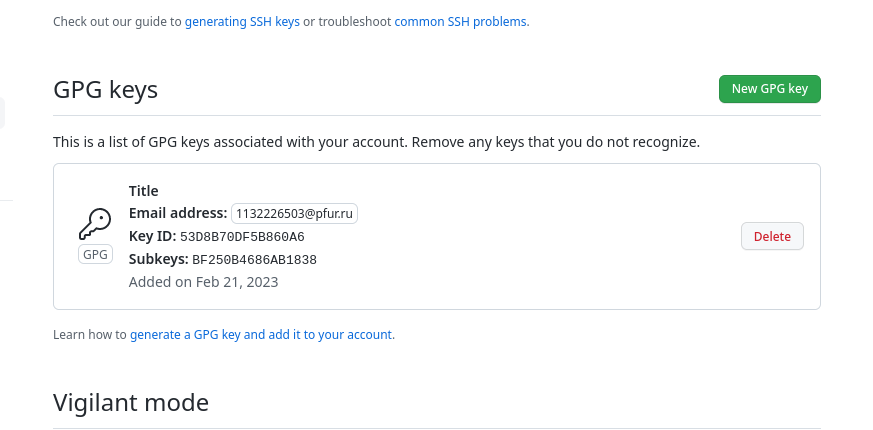 Check out our guide to generating SSH keys or troubleshoot common SSH problems.
GPG keys
New GPG key
This is a list of GPG keys associated with your account. Remove any keys that you do not recognize.
Title
Email address: 1132226503@pfur.ru
Key ID: 53D8B70DF5B860A6
GPG
Delete
Subkeys: BF250B4686AB1838
Added on Feb 21, 2023
Learn how to generate a GPG key and add it to your account.
Vigilant mode